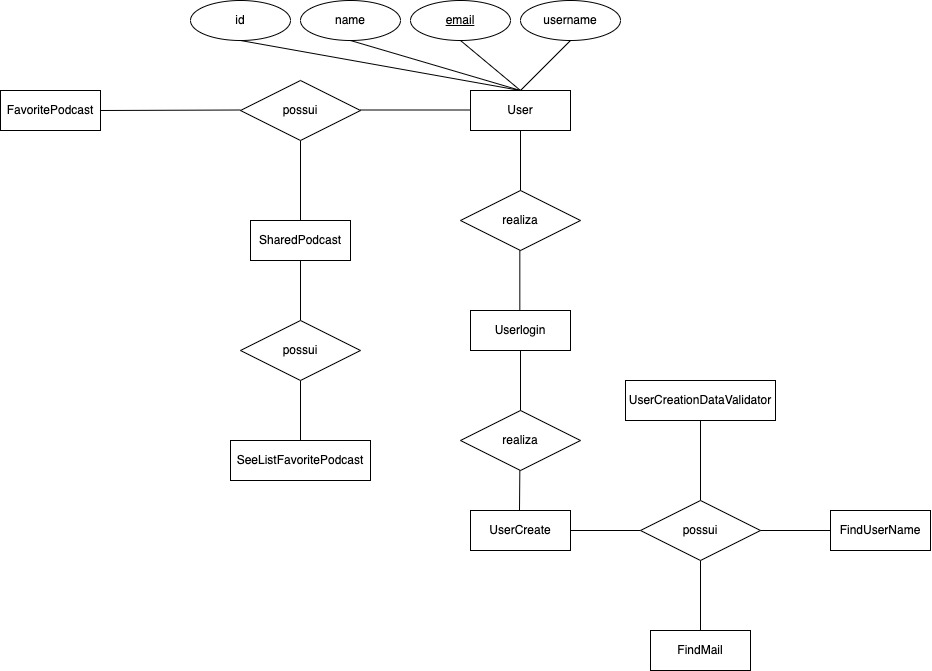 id
name
email
username
FavoritePodcast
possui
User
realiza
SharedPodcast
Userlogin
possui
UserCreationDataValidator
realiza
SeeListFavoritePodcast
UserCreate
possui
FindUserName
FindMail